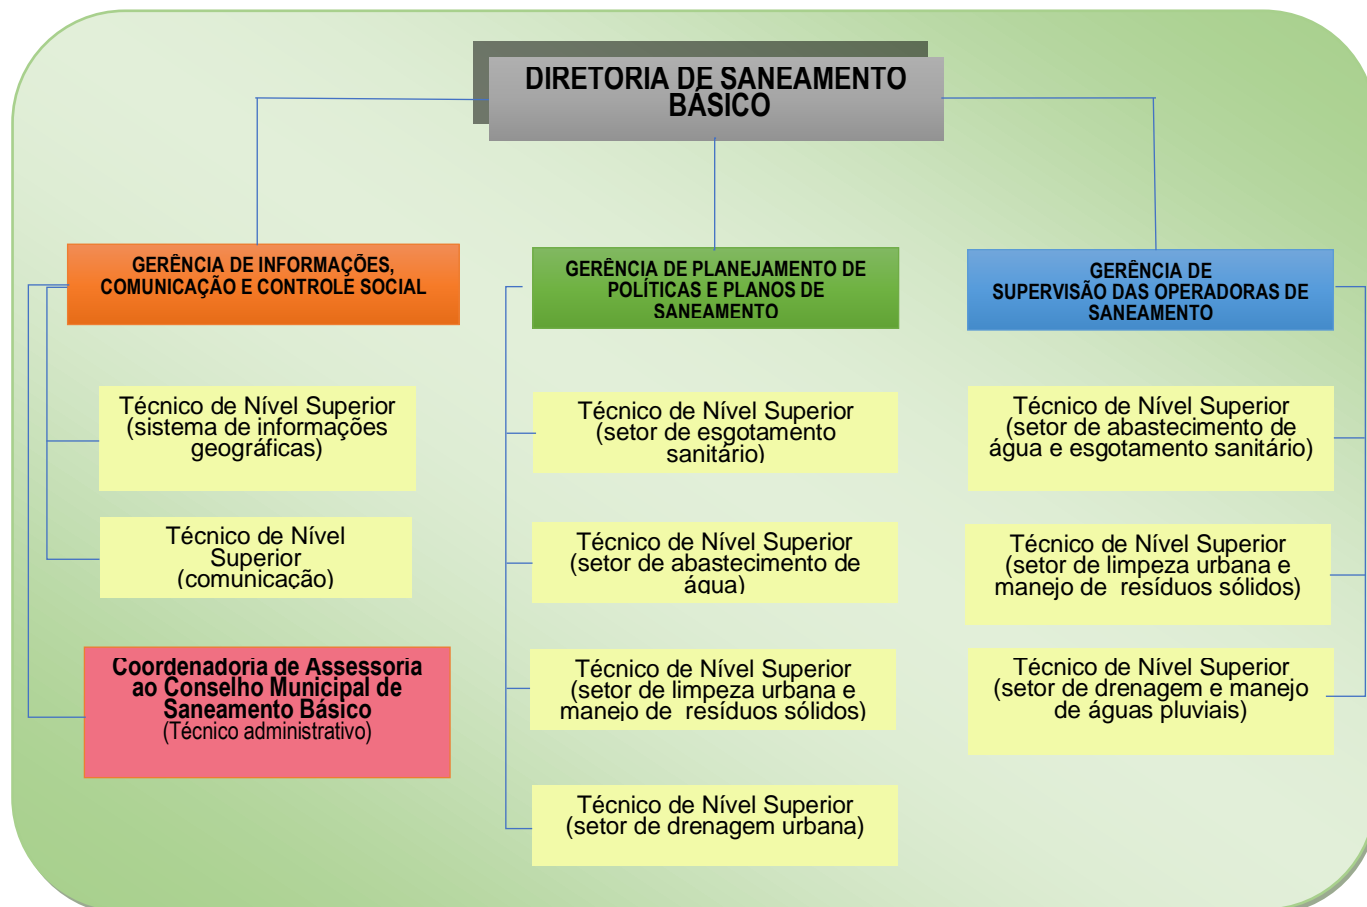 DIRETORIA DE SANEAMENTO
BÁSICO
GERÊNCIA DE INFORMAÇÕES,
COMUNICAÇÃO E CONTROLE SOCIAL
Técnico de Nível Superior
(sistema de informações
geográficas)
Técnico de Nível
Superior
(comunicação)
Coordenadoria de Assessoria
ao Conselho Municipal de
Saneamento Básico
(Técnico administrativo)
GERÊNCIA DE PLANEJAMENTO DE
POLÍTICAS E PLANOS DE
SANEAMENTO
Técnico de Nível Superior
(setor de esgotamento
sanitário)
Técnico de Nível Superior
(setor de abastecimento de
água)
Técnico de Nível Superior
(setor de limpeza urbana e
manejo de  resíduos sólidos)
Técnico de Nível Superior
(setor de drenagem urbana)
GERÊNCIA DE
SUPERVISÃO DAS OPERADORAS DE
SANEAMENTO
Técnico de Nível Superior
(setor de abastecimento de
água e esgotamento sanitário)
Técnico de Nível Superior
(setor de limpeza urbana e
manejo de  resíduos sólidos)
Técnico de Nível Superior
(setor de drenagem e manejo
de águas pluviais)